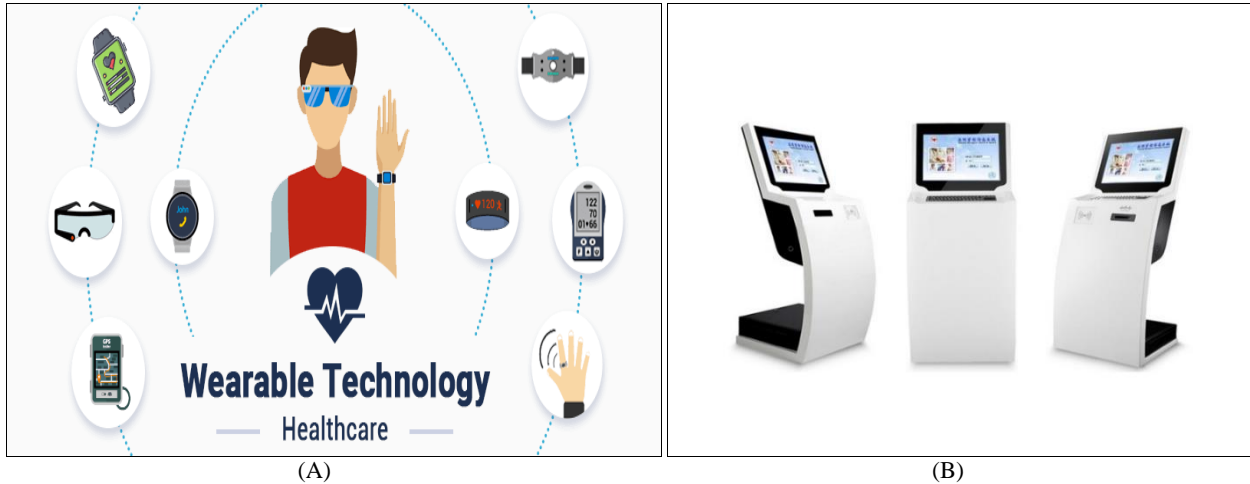 John
♥120
122
70
01•66
GPS
Wearable Technology
Healthcare
(A)
(B)